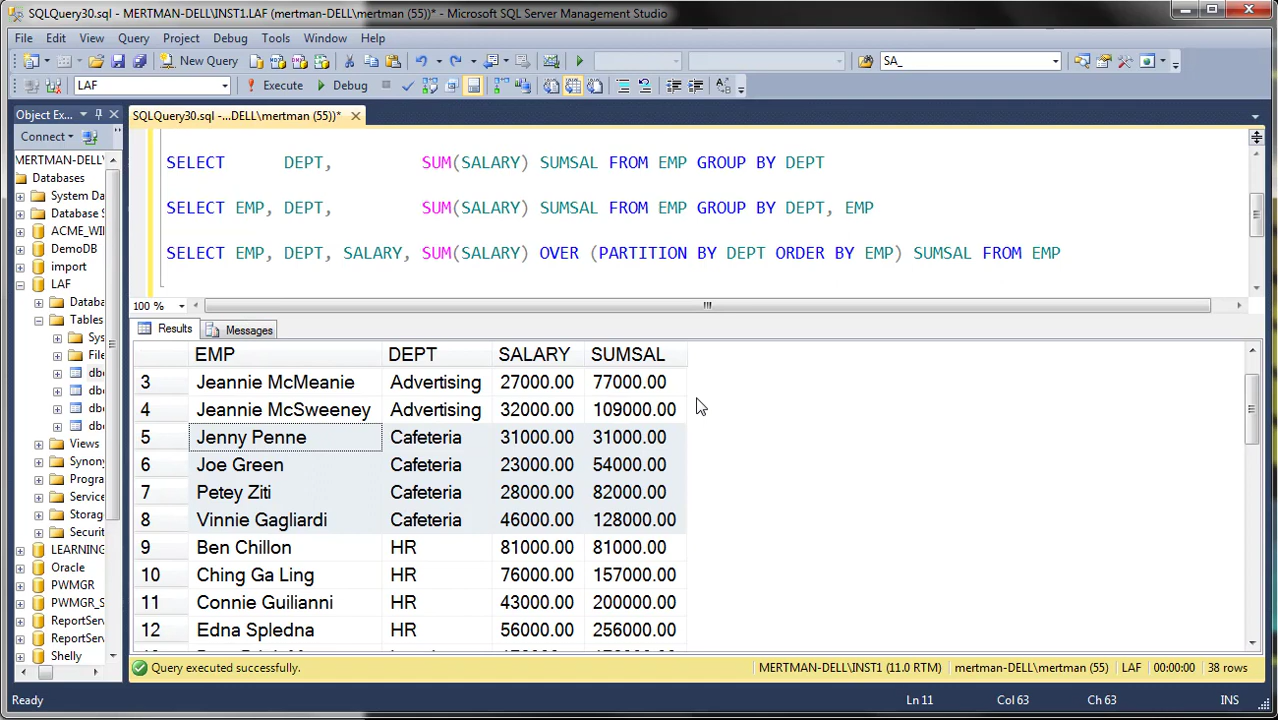 SQLQuery30.sql - MERTMAN-DELL\INST1.LAF (mertman-DELL\mertman (55))* - Microsoft SQL Server Management Studio
File Edit View Query Project Debug Tools Window Help
New Query SA_
LAF Execute Debug
Object Ex... SQLQuery30.sql -...DELL\mertman (55))*
Connect
MERTMAN-DELL\
Databases
System Da
Database S
ACME_WI
DemoDB
import
LAF
Databa
Tables
Sys
File
dbo
dbo
dbo
dbo
Views
Synony
Progra
Service
Storag
Securit
LEARNING
Oracle
PWMGR
PWMGR_S
ReportServ
ReportServ
Shelly
SELECT DEPT, SUM(SALARY) SUMSAL FROM EMP GROUP BY DEPT
SELECT EMP, DEPT, SUM(SALARY) SUMSAL FROM EMP GROUP BY DEPT, EMP
SELECT EMP, DEPT, SALARY, SUM(SALARY) OVER (PARTITION BY DEPT ORDER BY EMP) SUMSAL FROM EMP
100 %
Results Messages
EMP DEPT SALARY SUMSAL
3 Jeannie McMeanie Advertising 27000.00 77000.00
4 Jeannie McSweeney Advertising 32000.00 109000.00
5 Jenny Penne Cafeteria 31000.00 31000.00
6 Joe Green Cafeteria 23000.00 54000.00
7 Petey Ziti Cafeteria 28000.00 82000.00
8 Vinnie Gagliardi Cafeteria 46000.00 128000.00
9 Ben Chillon HR 81000.00 81000.00
10 Ching Ga Ling HR 76000.00 157000.00
11 Connie Guilianni HR 43000.00 200000.00
12 Edna Spledna HR 56000.00 256000.00
Query executed successfully. MERTMAN-DELL\INST1 (11.0 RTM) mertman-DELL\mertman (55) LAF 00:00:00 38 rows
Ready Ln 11 Col 63 Ch 63 INS